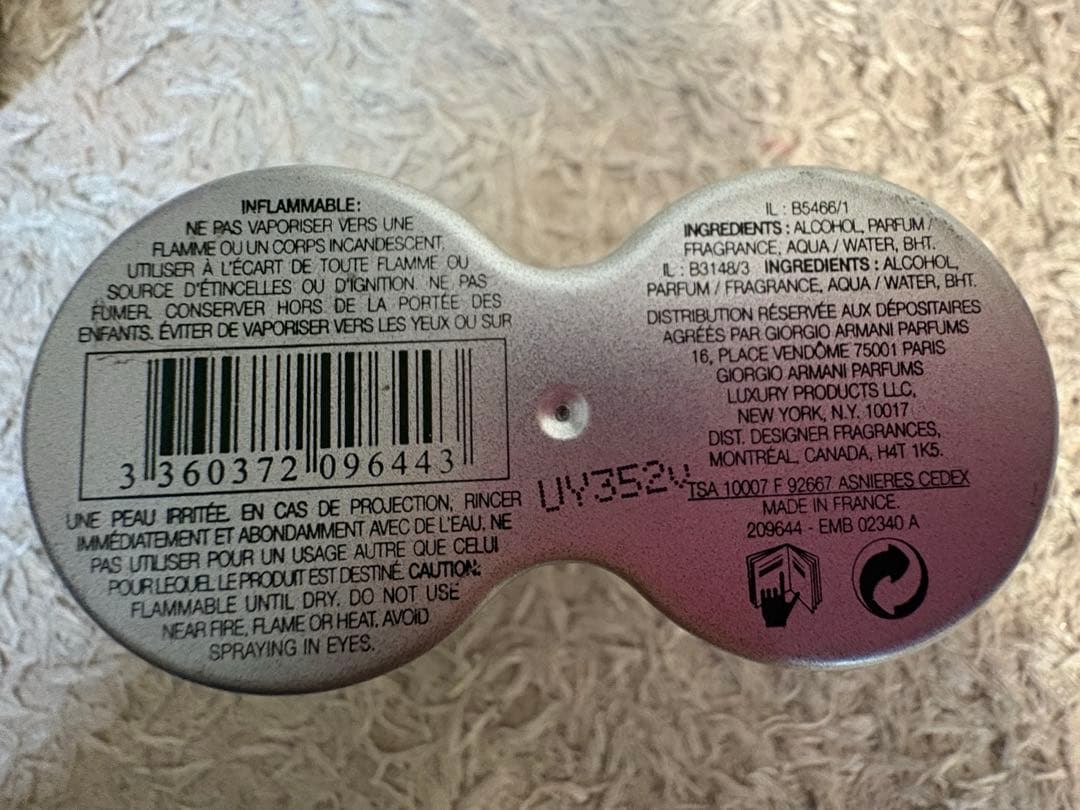 INFLAMMABLE:
NE PAS VAPORISER VERS UNE
FLAMME OU UN CORPS INCANDESCENT,
UTILISER À L'ÉCART DE TOUTE FLAMME OU
SOURCE D'ÉTINCELLES OU D'IGNITION. NE PAS
FUMER. CONSERVER HORS DE LA PORTÉE DES
ENFANTS. ÉVITER DE VAPORISER VERS LES YEUX OU SUR
3 360372 096443
UNE PEAU IRRITÉE. EN CAS DE PROJECTION, RINCER
IMMÉDIATEMENT ET ABONDAMMENT AVEC DE L'EAU. NE
PAS UTILISER POUR UN USAGE AUTRE QUE CELUI
POUR LEQUEL LE PRODUIT EST DESTINÉ. CAUTION:
FLAMMABLE UNTIL DRY. DO NOT USE
NEAR FIRE, FLAME OR HEAT. AVOID
SPRAYING IN EYES.
UY352V
IL : B5466/1
INGREDIENTS : ALCOHOL, PARFUM /
FRAGRANCE, AQUA / WATER, BHT.
IL : B3148/3 INGREDIENTS : ALCOHOL,
PARFUM / FRAGRANCE, AQUA / WATER, BHT.
DISTRIBUTION RÉSERVÉE AUX DÉPOSITAIRES
AGRÉÉS PAR GIORGIO ARMANI PARFUMS
16, PLACE VENDÔME 75001 PARIS
GIORGIO ARMANI PARFUMS
LUXURY PRODUCTS LLC,
NEW YORK, N.Y. 10017
DIST. DESIGNER FRAGRANCES,
MONTRÉAL, CANADA, H4T 1K5.
TSA 10007 F 92667 ASNIERES CEDEX
MADE IN FRANCE.
209644 - EMB 02340 A